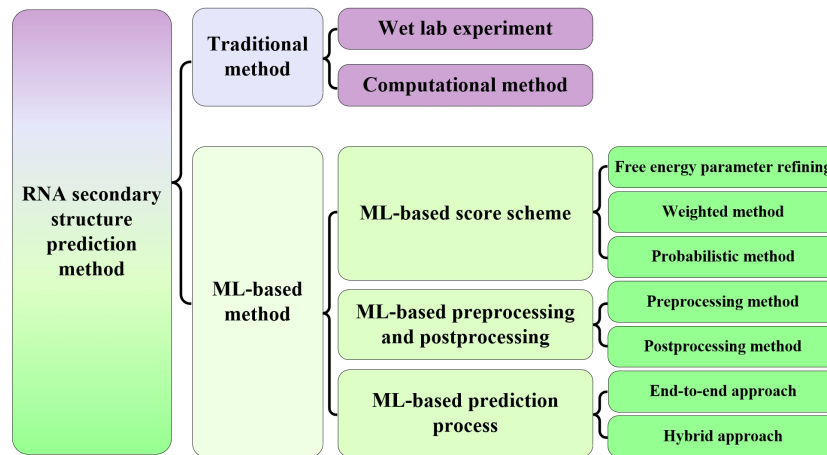 RNA secondary
structure
prediction
method
Traditional
method
Wet lab experiment
Computational method
ML-based
method
ML-based score scheme
Free energy parameter refining
Weighted method
Probabilistic method
ML-based preprocessing
and postprocessing
Preprocessing method
Postprocessing method
ML-based prediction
process
End-to-end approach
Hybrid approach